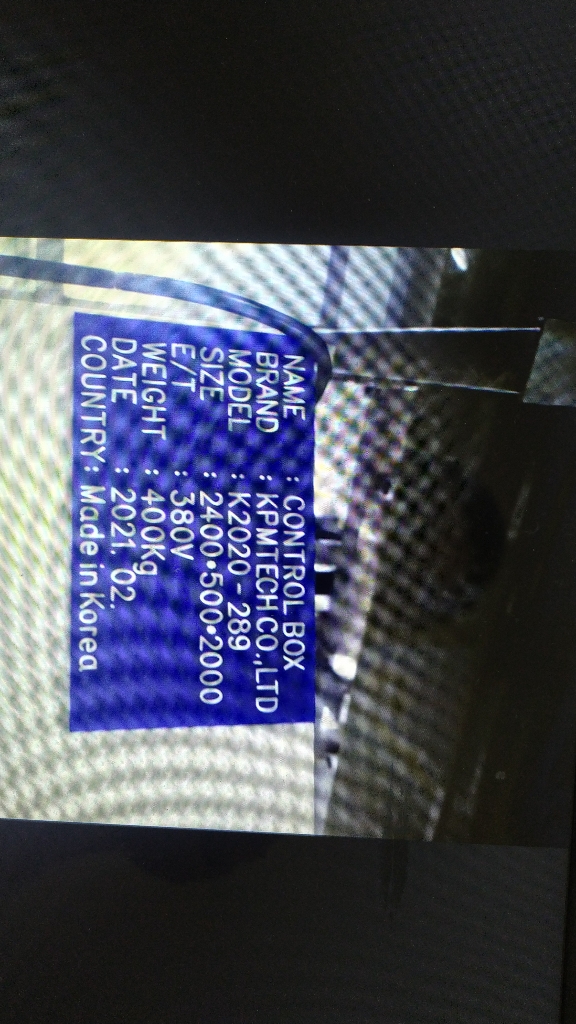 NAME : CONTROL BOX
BRAND : KPMTECH CO.,LTD
MODEL : K2020-289
SIZE : 2400•500•2000
E/T : 380V
WEIGHT : 400Kg
DATE : 2021. 02.
COUNTRY : Made in Korea